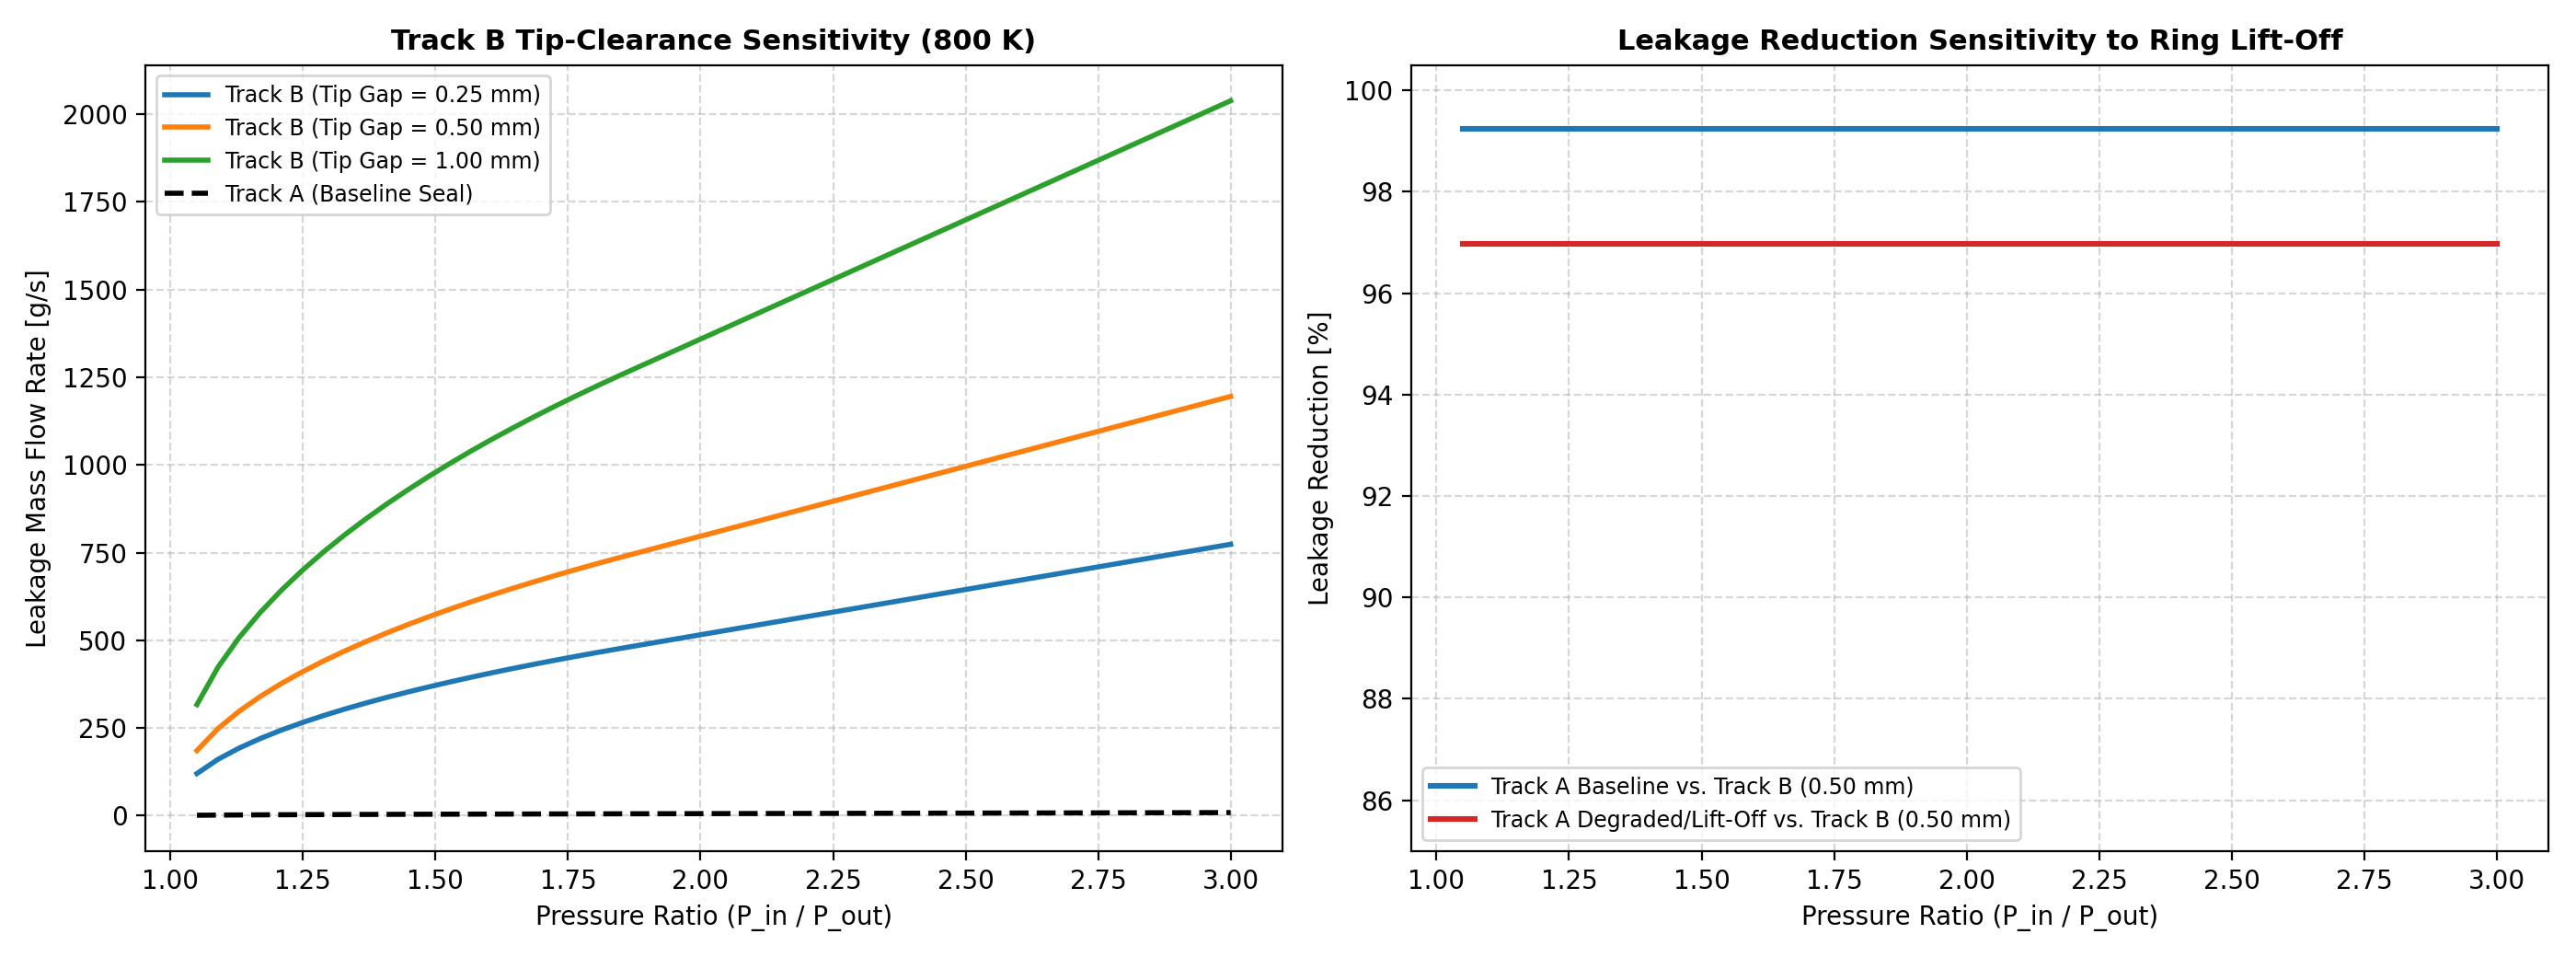 Track B Tip-Clearance Sensitivity (800 K)
Track B (Tip Gap = 0.25 mm)
Track B (Tip Gap = 0.50 mm)
Track B (Tip Gap = 1.00 mm)
Track A (Baseline Seal)
Leakage Mass Flow Rate [g/s]
2000
1750
1500
1250
1000
750
500
250
0
1.00 1.25 1.50 1.75 2.00 2.25 2.50 2.75 3.00
Pressure Ratio (P_in / P_out)
Leakage Reduction Sensitivity to Ring Lift-Off
Leakage Reduction [%]
100
98
96
94
92
90
88
86
Track A Baseline vs. Track B (0.50 mm)
Track A Degraded/Lift-Off vs. Track B (0.50 mm)
1.00 1.25 1.50 1.75 2.00 2.25 2.50 2.75 3.00
Pressure Ratio (P_in / P_out)